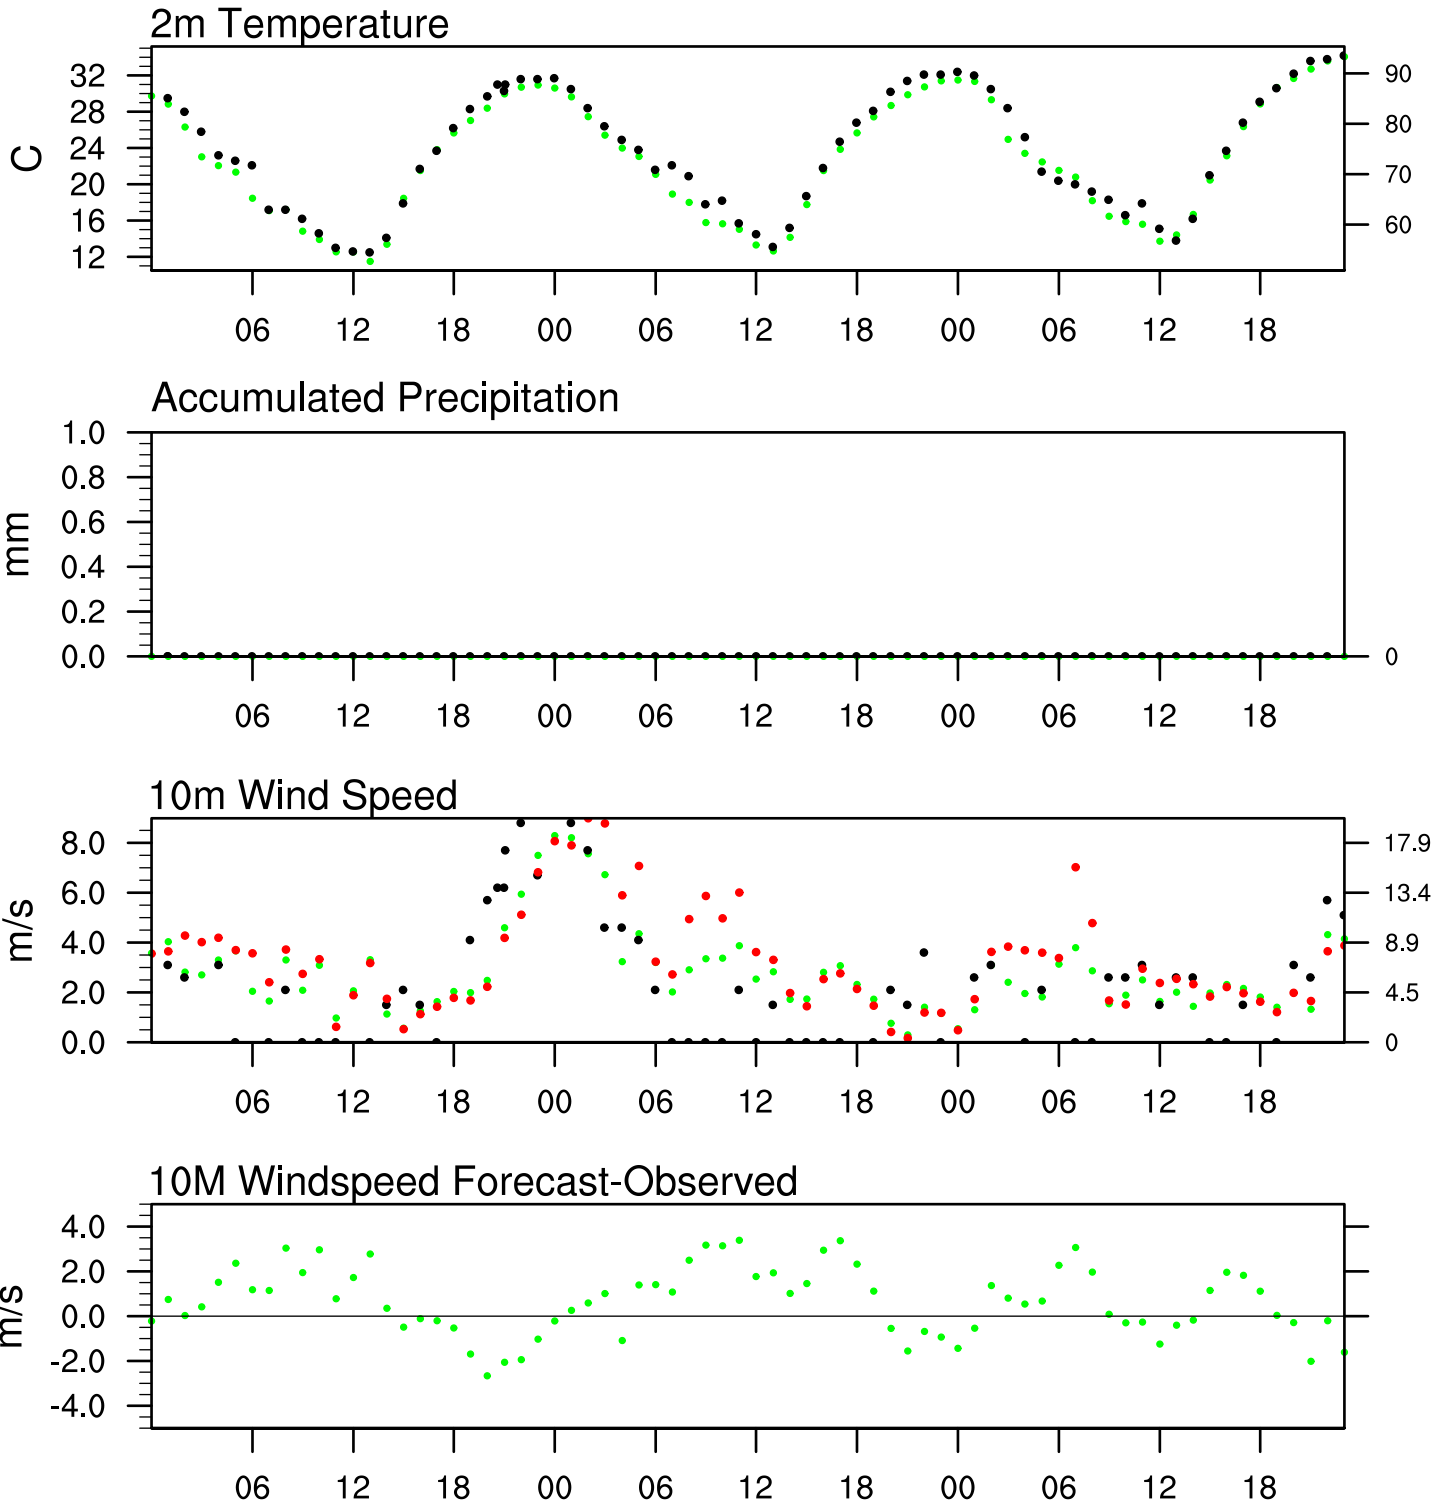 2m Temperature
32
28
24
20
16
12
C
90
80
70
60
06 12 18 00 06 12 18 00 06 12 18
Accumulated Precipitation
1.0
0.8
0.6
0.4
0.2
0.0
mm
0
06 12 18 00 06 12 18 00 06 12 18
10m Wind Speed
8.0
6.0
4.0
2.0
0.0
m/s
17.9
13.4
8.9
4.5
0
06 12 18 00 06 12 18 00 06 12 18
10M Windspeed Forecast-Observed
4.0
2.0
0.0
-2.0
-4.0
m/s
06 12 18 00 06 12 18 00 06 12 18